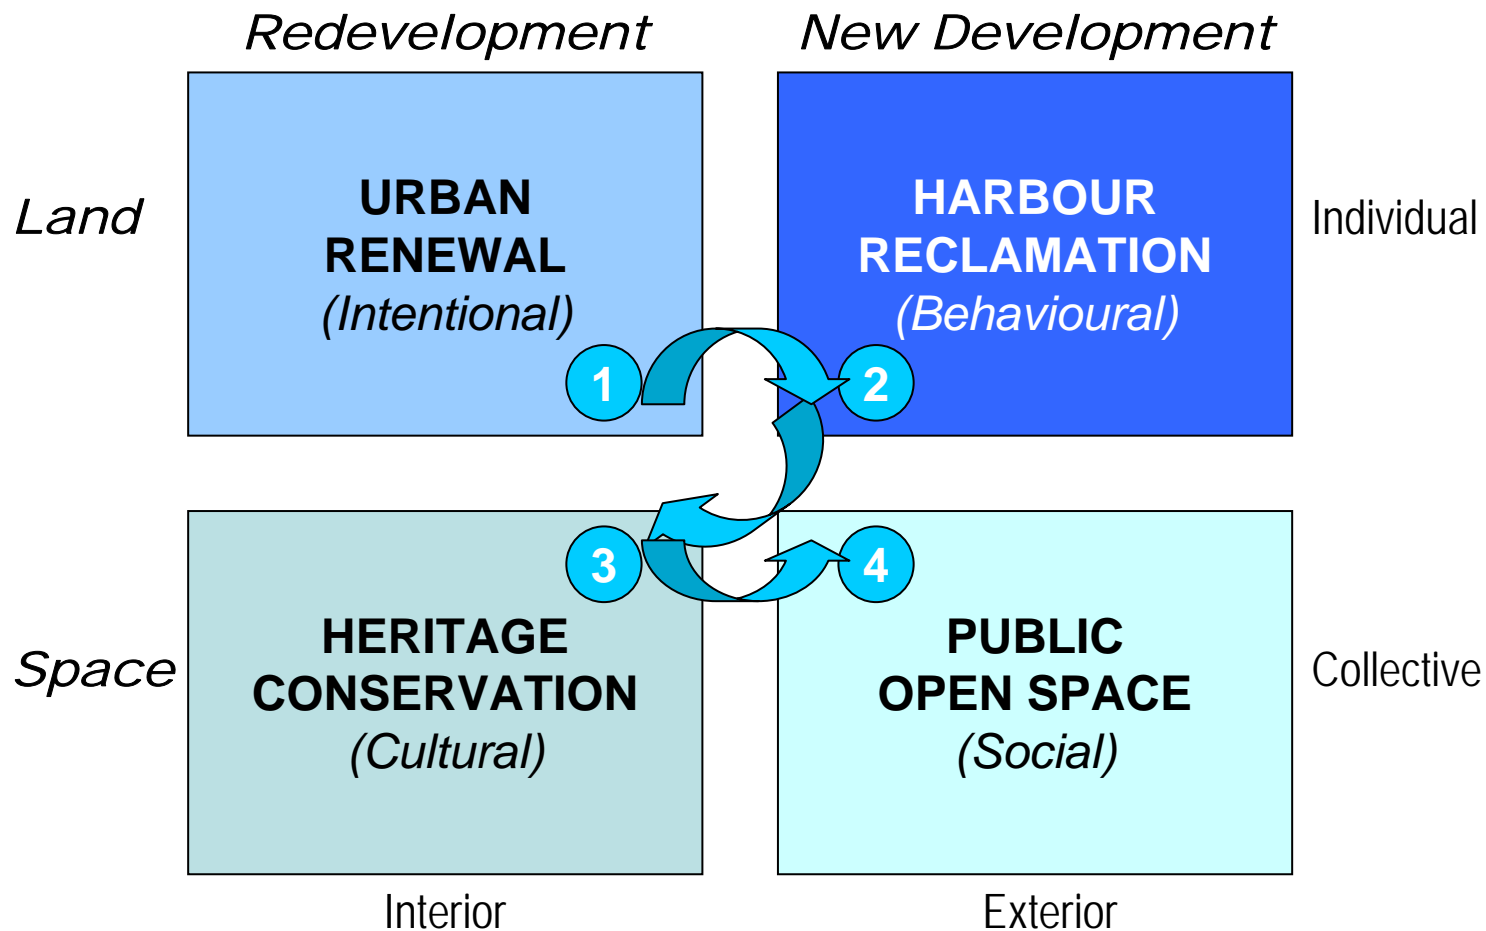 Redevelopment
New Development
Land
URBAN
RENEWAL
(Intentional)
1
HARBOUR
RECLAMATION
(Behavioural)
2
Individual
Space
3
HERITAGE
CONSERVATION
(Cultural)
4
PUBLIC
OPEN SPACE
(Social)
Collective
Interior
Exterior